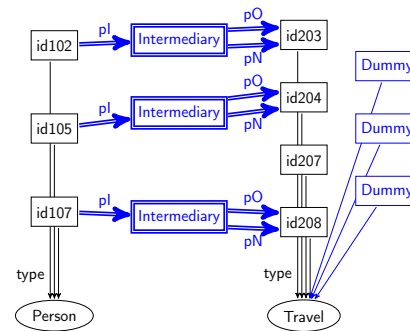 id102 pI Intermediary pO pN id203
Dummy
id105 pI Intermediary pO pN id204
Dummy
id207
Dummy
id107 pI Intermediary pO pN id208
type type
Person Travel